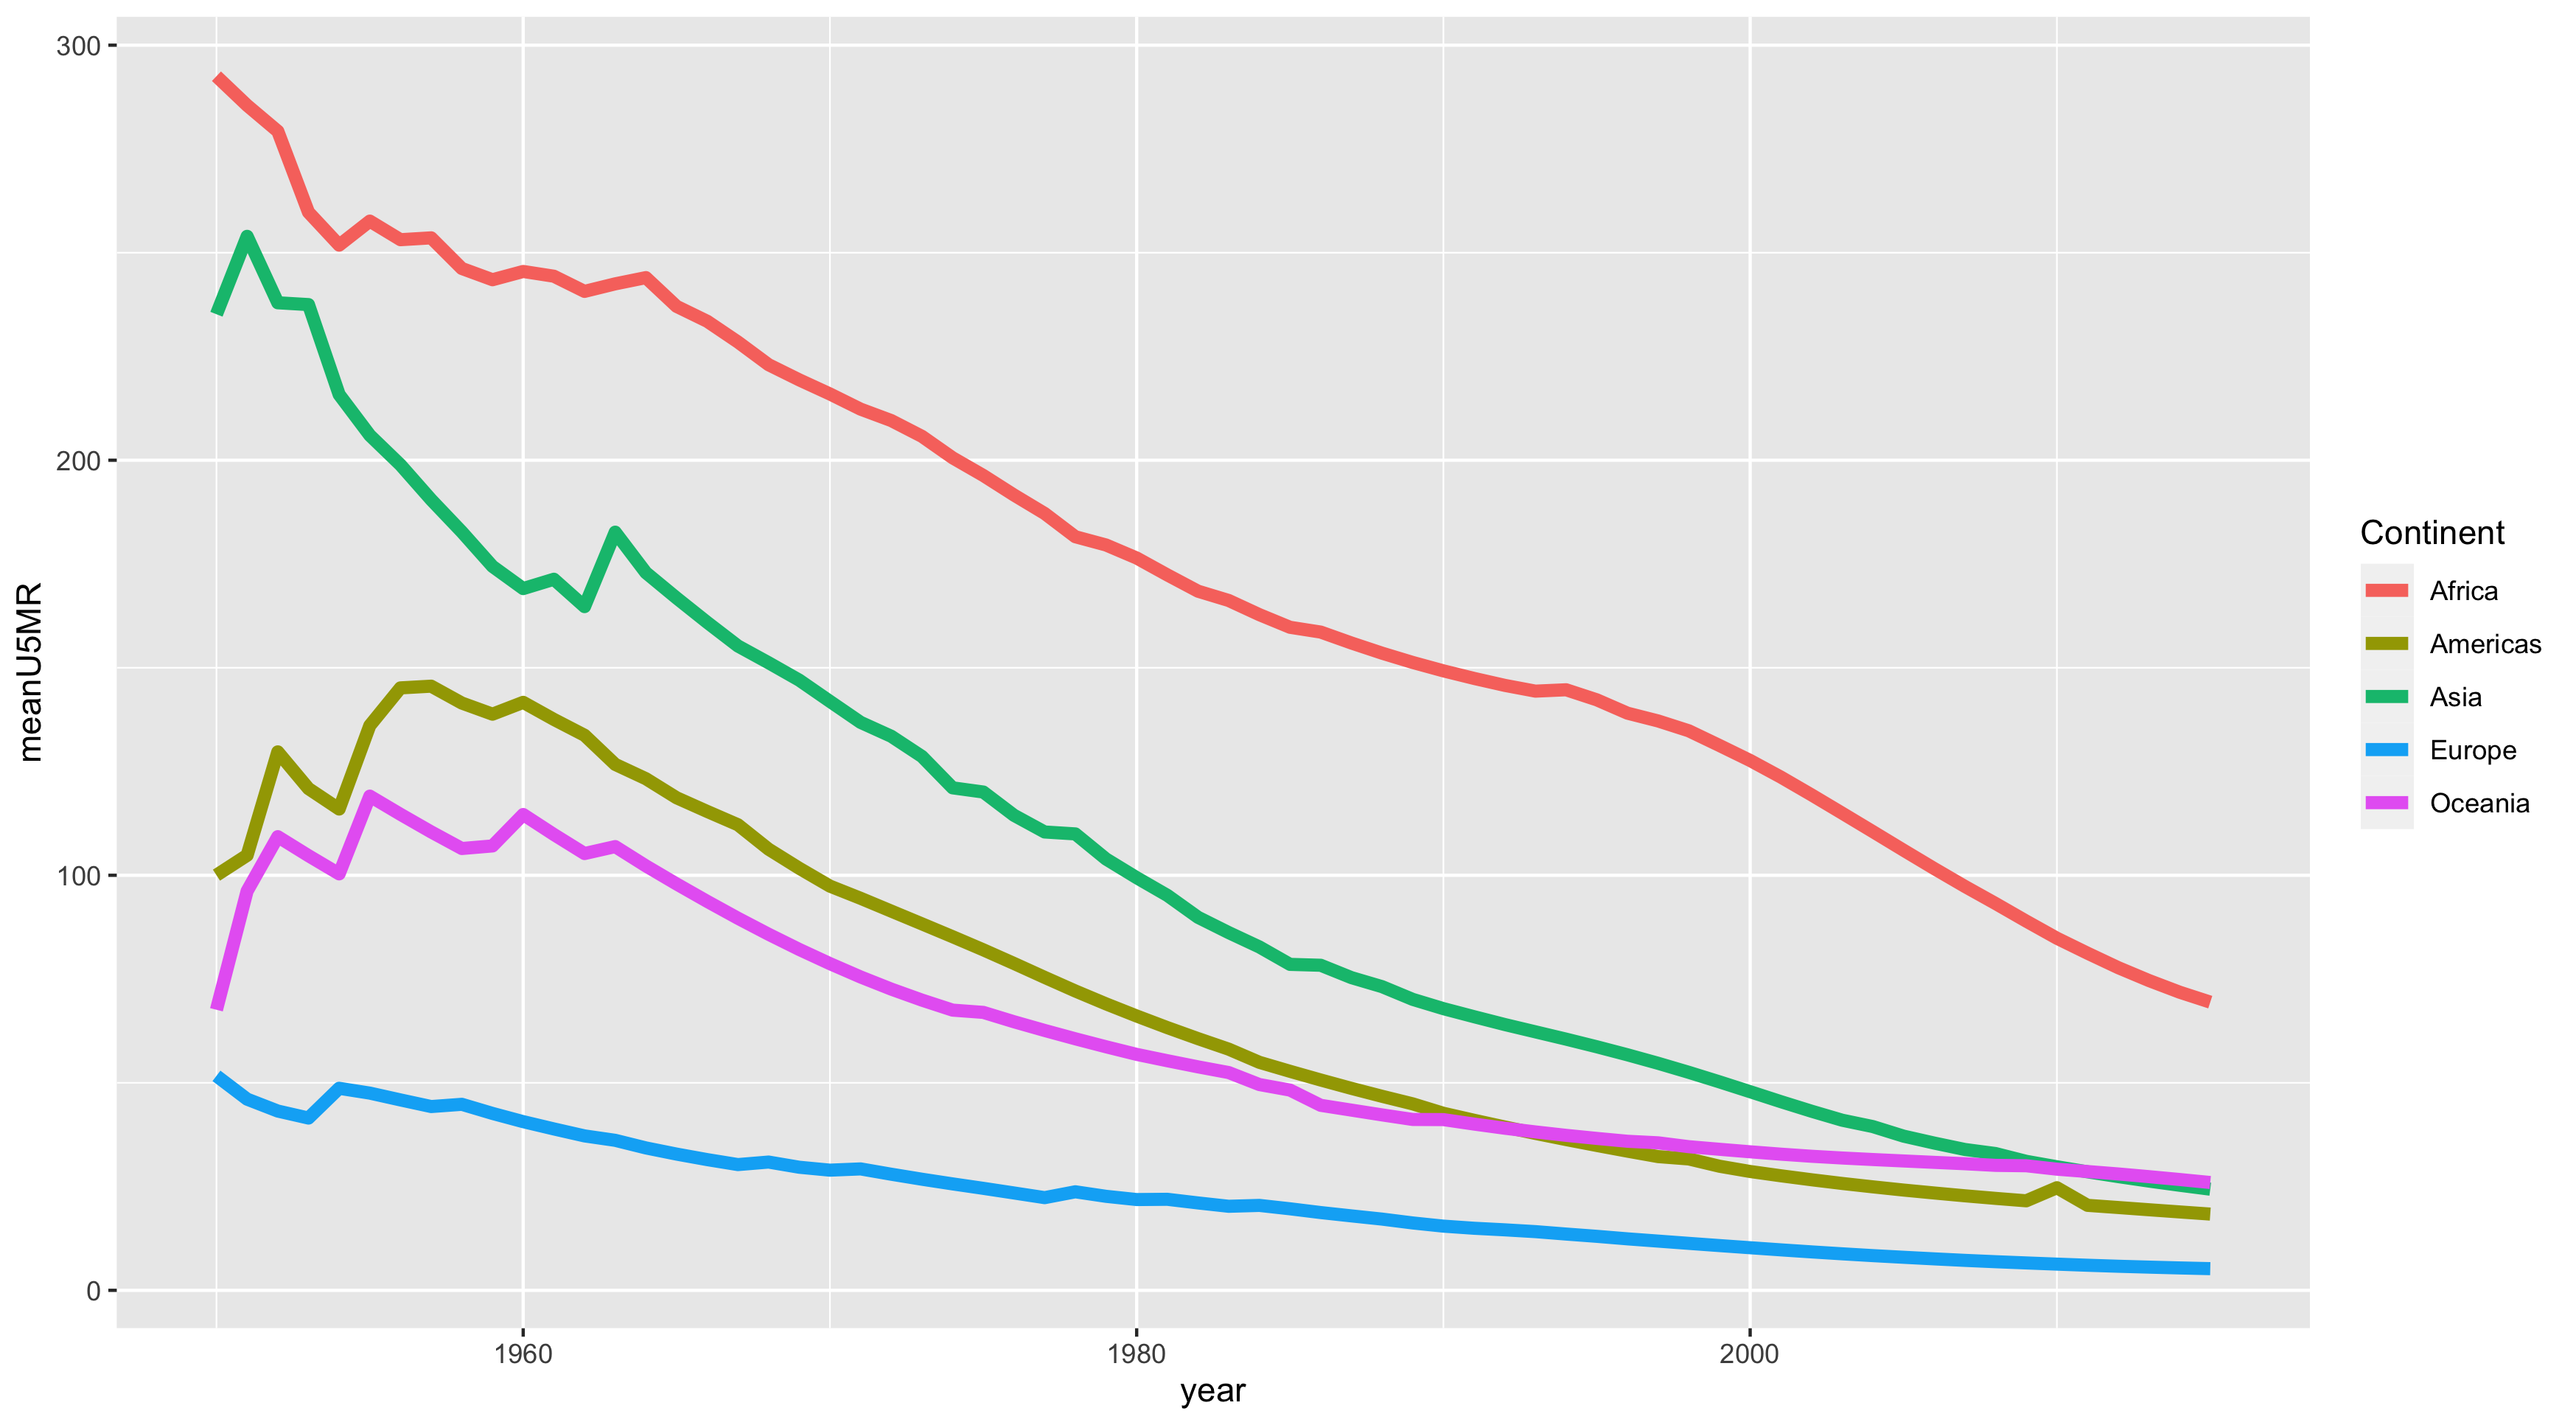 300
200
100
0
meanU5MR
1960
1980
2000
year
Continent
Africa
Americas
Asia
Europe
Oceania